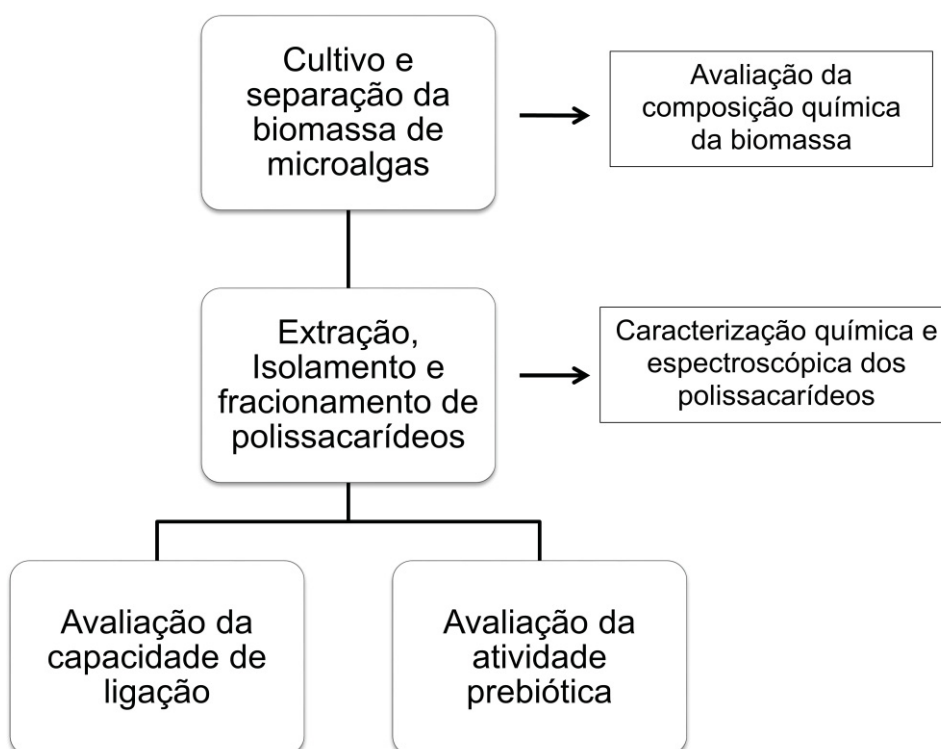 Cultivo e
separação da
biomassa de
microalgas
Avaliação da
composição química
da biomassa
Extração,
Isolamento e
fracionamento de
polissacarídeos
Caracterização química e
espectroscópica dos
polissacarídeos
Avaliação da
capacidade de
ligação
Avaliação da
atividade
prebiótica